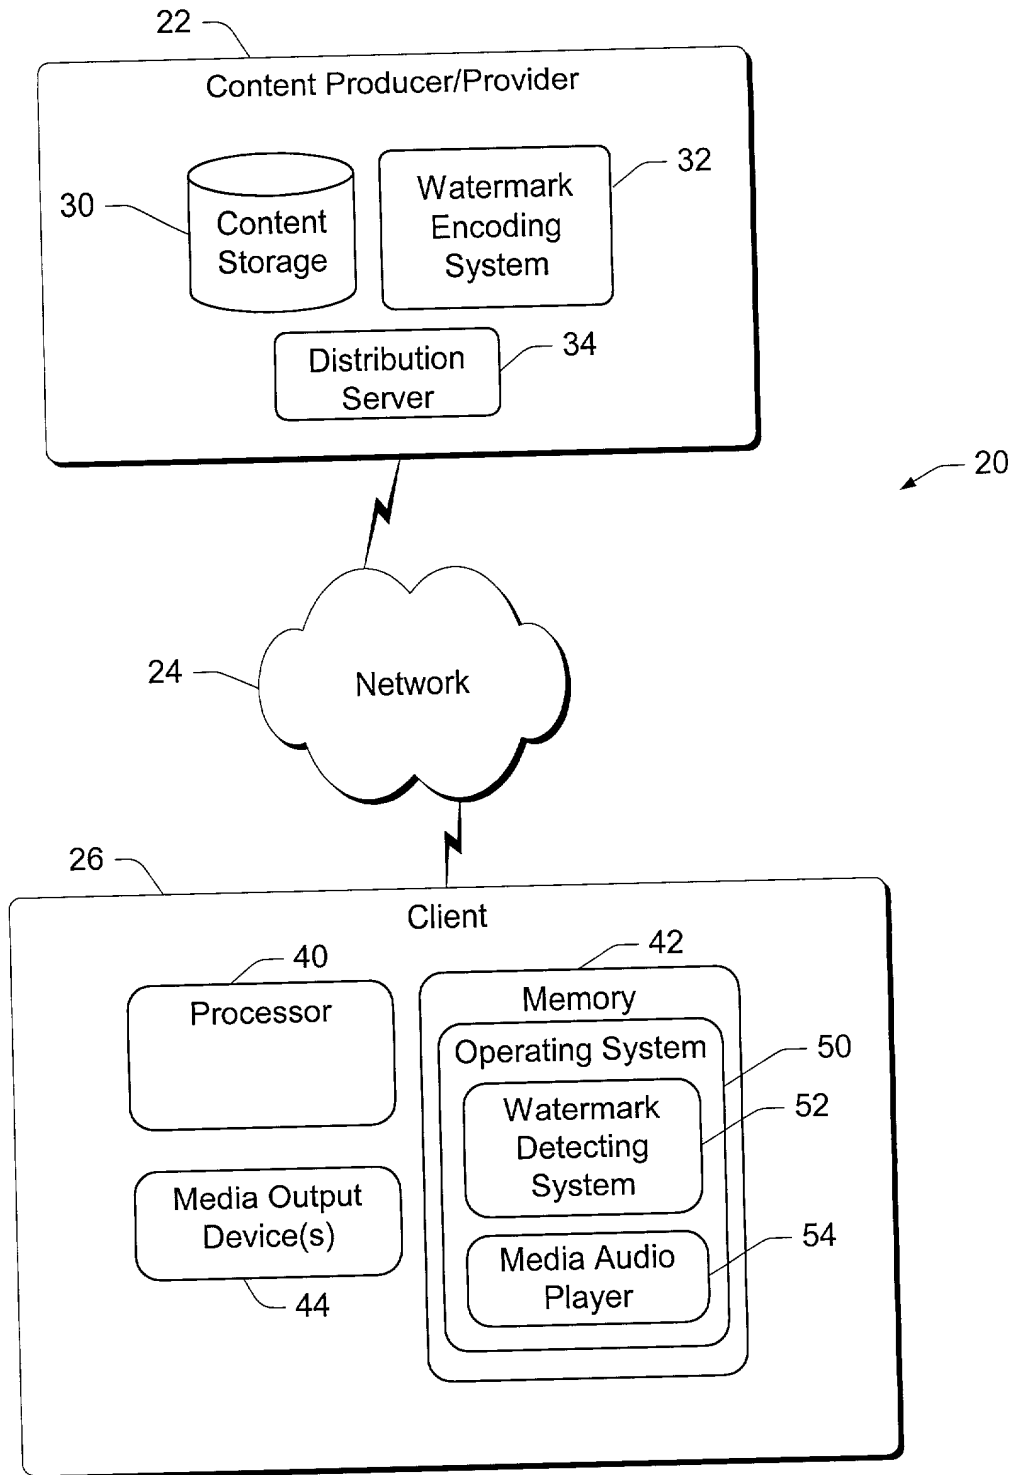 22
Content Producer/Provider
30
Content
Storage
Watermark
Encoding
System
32
Distribution
Server
34
20
24
Network
26
Client
40
Processor
42
Memory
Operating System
50
Watermark
Detecting
System
52
Media Output
Device(s)
44
Media Audio
Player
54